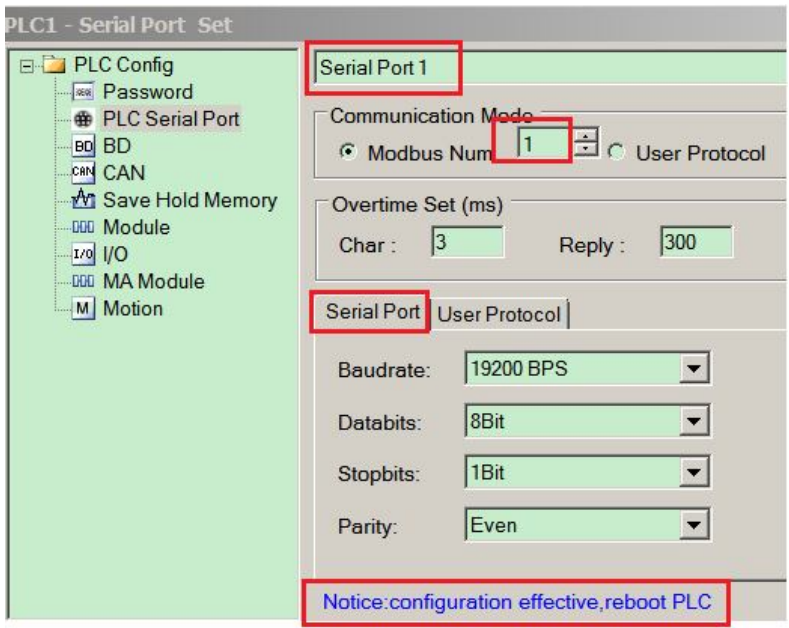 PLC1 - Serial Port Set
PLC Config
Password
PLC Serial Port
BD BD
CAN CAN
Save Hold Memory
Module
I/O I/O
MA Module
M Motion
Serial Port 1
Communication Mode
Modbus Num 1 User Protocol
Overtime Set (ms)
Char : 3 Reply : 300
Serial Port User Protocol
Baudrate: 19200 BPS
Databits: 8Bit
Stopbits: 1Bit
Parity: Even
Notice:configuration effective,reboot PLC